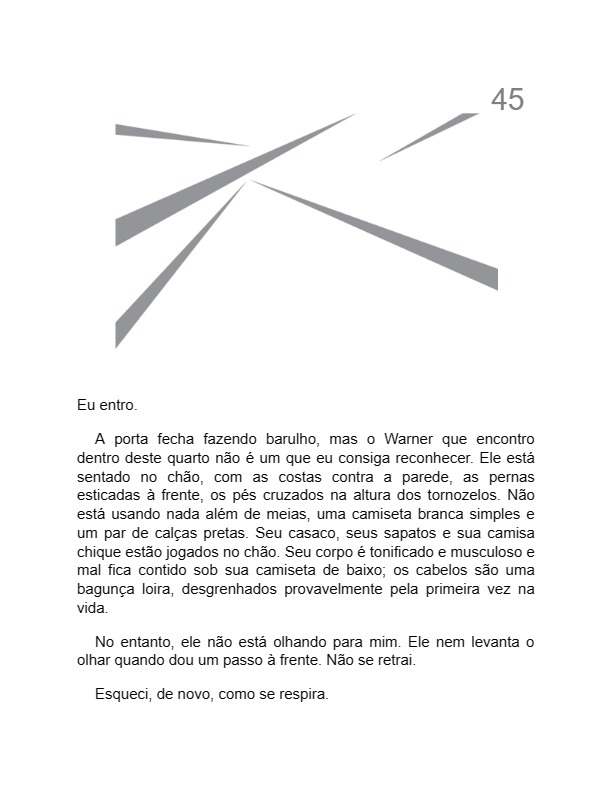 45
Eu entro.
A porta fecha fazendo barulho, mas o Warner que encontro
dentro deste quarto não é um que eu consiga reconhecer. Ele está
sentado no chão, com as costas contra a parede, as pernas
esticadas à frente, os pés cruzados na altura dos tornozelos. Não
está usando nada além de meias, uma camiseta branca simples e
um par de calças pretas. Seu casaco, seus sapatos e sua camisa
chique estão jogados no chão. Seu corpo é tonificado e musculoso e
mal fica contido sob sua camiseta de baixo; os cabelos são uma
bagunça loira, desgrenhados provavelmente pela primeira vez na
vida.
No entanto, ele não está olhando para mim. Ele nem levanta o
olhar quando dou um passo à frente. Não se retrai.
Esqueci, de novo, como se respira.